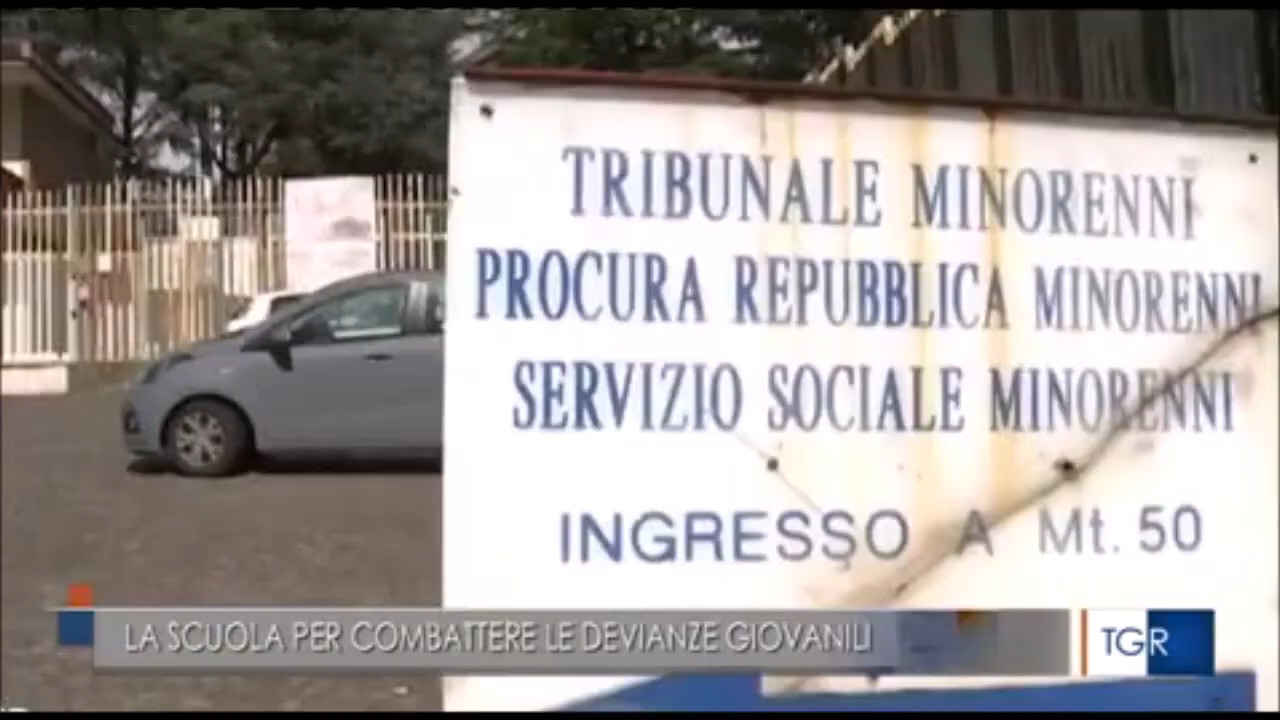 TRIBUNALE MINORENNI
PROCURA REPUBBLICA MINORENNI
SERVIZIO SOCIALE MINORENNI
INGRESSO A Mt. 50
LA SCUOLA PER COMBATTERE LE DEVIANZE GIOVANILI
TGR